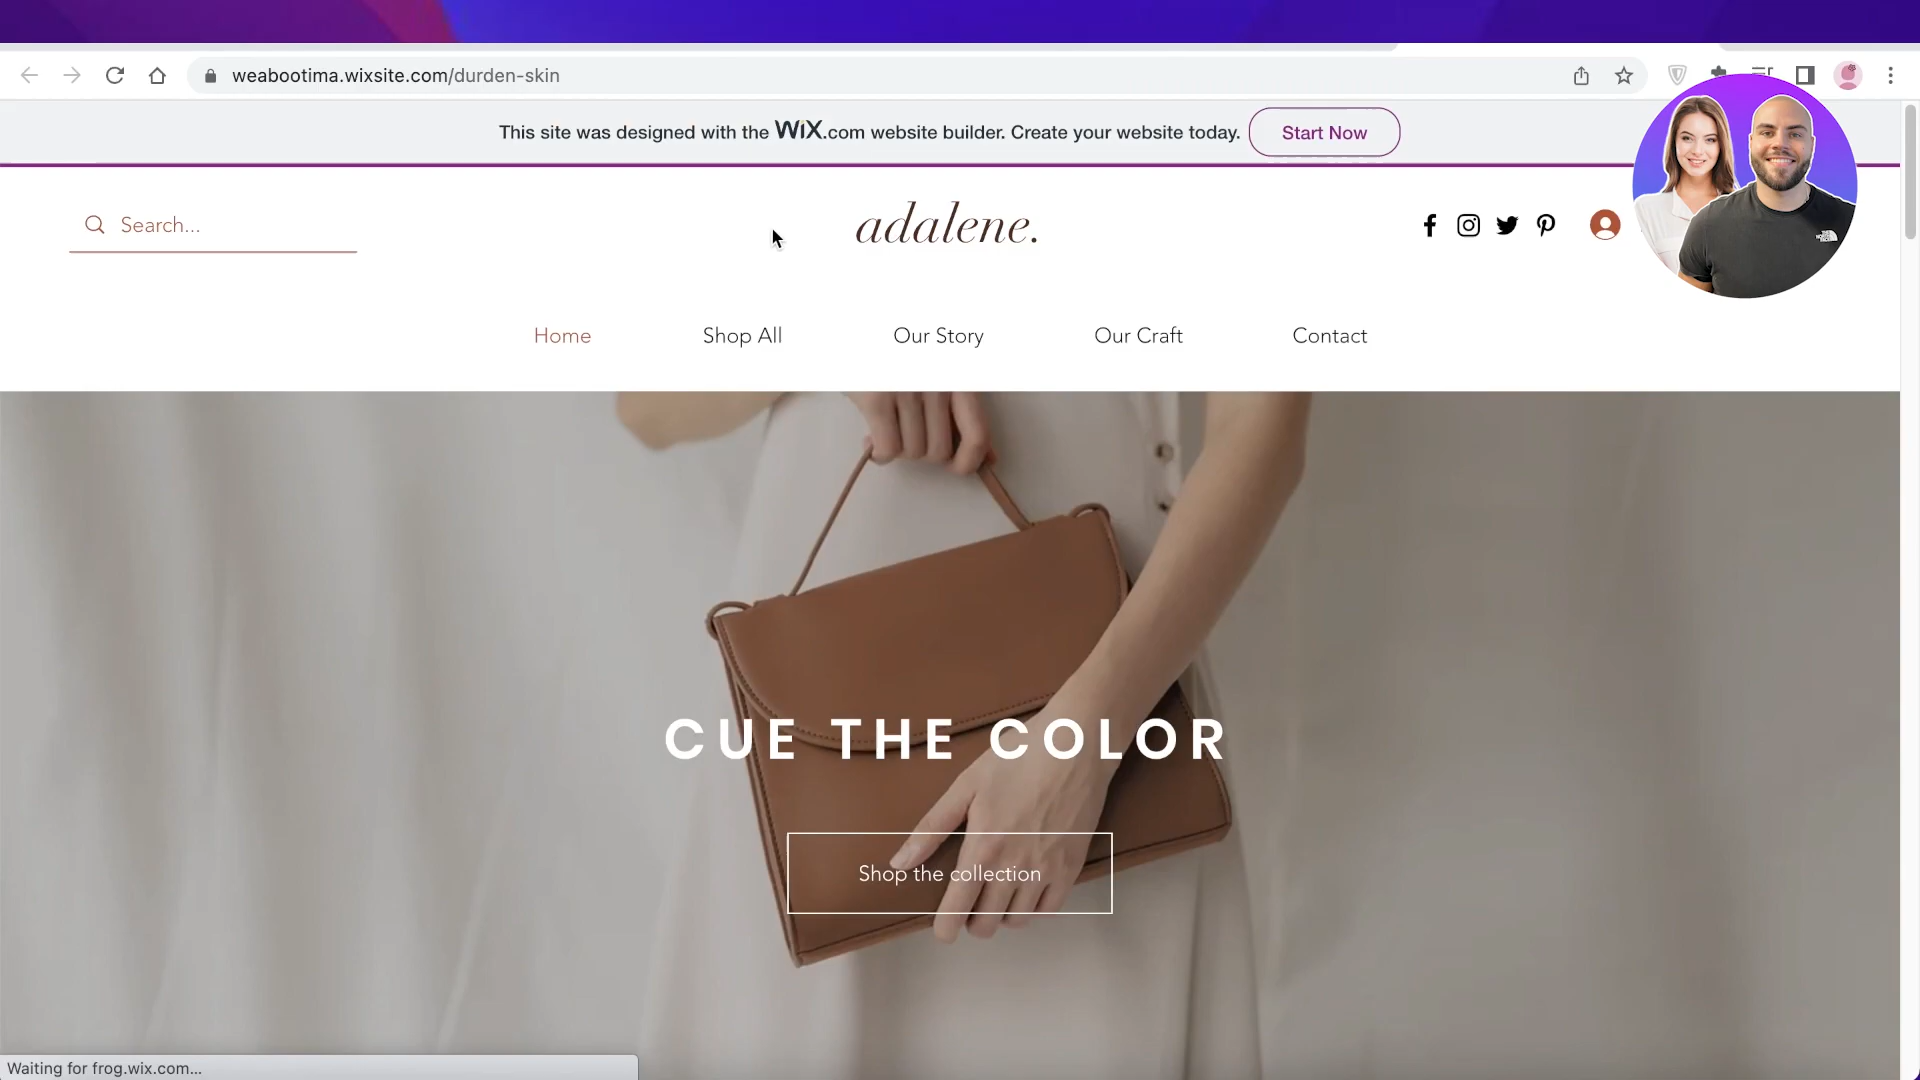 weabootima.wixsite.com/durden-skin
This site was designed with the WiX.com website builder. Create your website today.
Start Now
Search...
adalene.
Home
Shop All
Our Story
Our Craft
Contact
CUE THE COLOR
Shop the collection
Waiting for frog.wix.com...